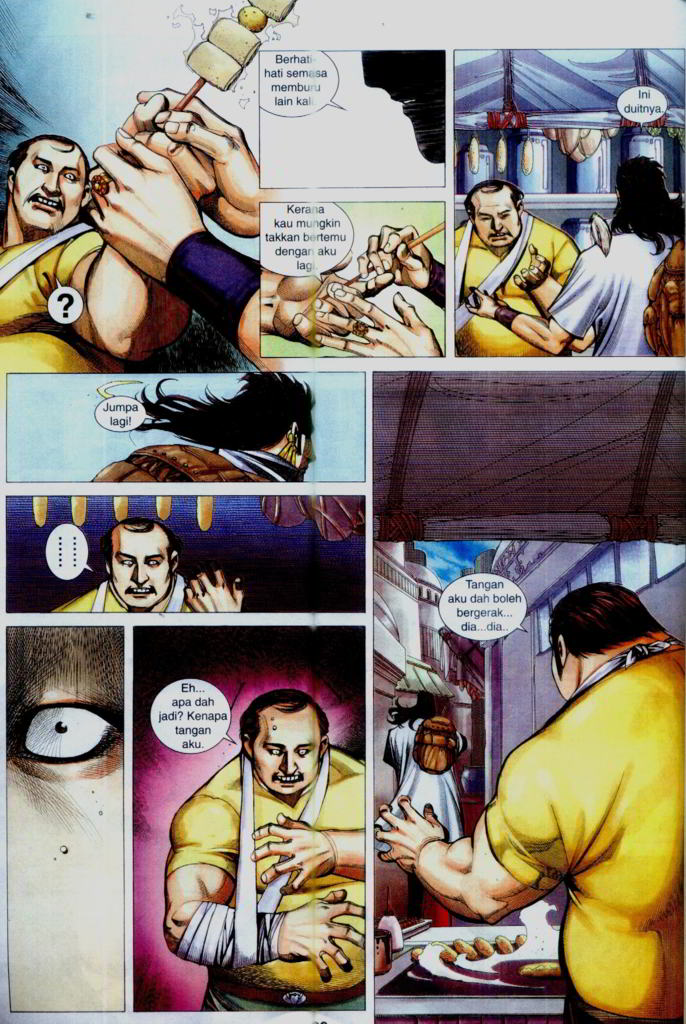 ?
Berhati-
hati semasa
memburu
lain kali.
Kerana
kau mungkin
takkan bertemu
dengan aku
lagi.
Ini
duitnya.
Jumpa
lagi!
Eh...
apa dah
jadi? Kenapa
tangan
aku.
Tangan
aku dah boleh
bergerak...
dia...dia..